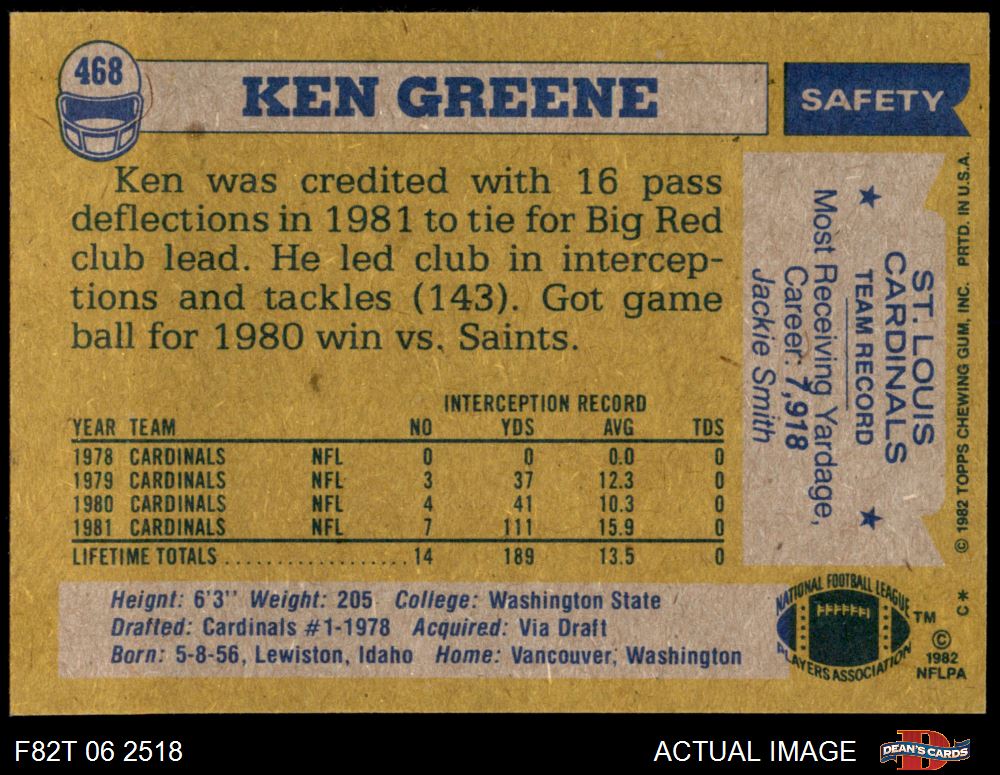 468
KEN GREENE
SAFETY
Ken was credited with 16 pass
deflections in 1981 to tie for Big Red
club lead. He led club in intercep-
tions and tackles (143). Got game
ball for 1980 win vs. Saints.
INTERCEPTION RECORD
YEAR TEAM NO YDS AVG TDS
1978 CARDINALS NFL 0 0 0.0 0
1979 CARDINALS NFL 3 37 12.3 0
1980 CARDINALS NFL 4 41 10.3 0
1981 CARDINALS NFL 7 111 15.9 0
LIFETIME TOTALS .................. 14 189 13.5 0
Height: 6'3" Weight: 205 College: Washington State
Drafted: Cardinals #1-1978 Acquired: Via Draft
Born: 5-8-56, Lewiston, Idaho Home: Vancouver, Washington
ST. LOUIS
CARDINALS
TEAM RECORD
Most Receiving Yardage,
Career: 7,918
Jackie Smith
© 1982 TOPPS CHEWING GUM, INC. PRTD. IN U.S.A.
C*
NATIONAL FOOTBALL LEAGUE
PLAYERS ASSOCIATION
TM
©
1982
NFLPA
F82T 06 2518
ACTUAL IMAGE
D
DEAN'S CARDS